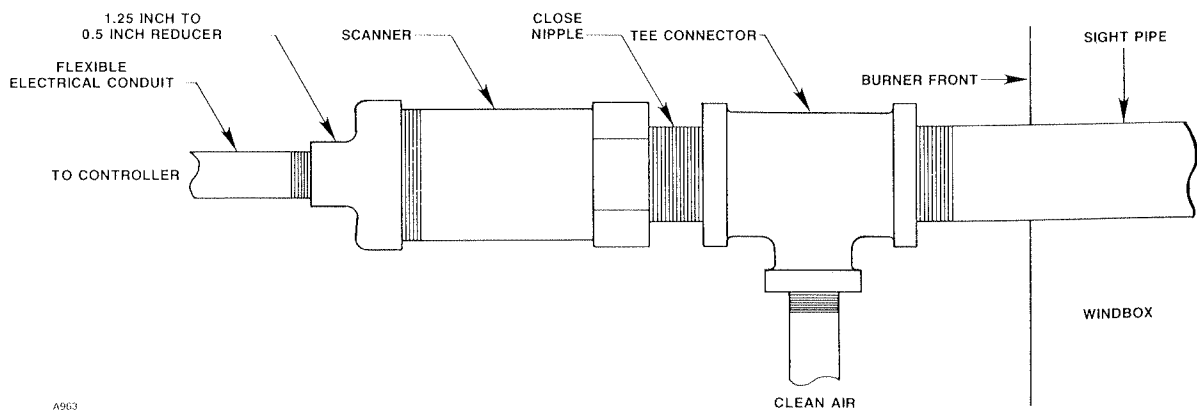 1.25 INCH TO
0.5 INCH REDUCER
FLEXIBLE
ELECTRICAL CONDUIT
SCANNER
CLOSE
NIPPLE
TEE CONNECTOR
SIGHT PIPE
BURNER FRONT
TO CONTROLLER
WINDBOX
CLEAN AIR
A963